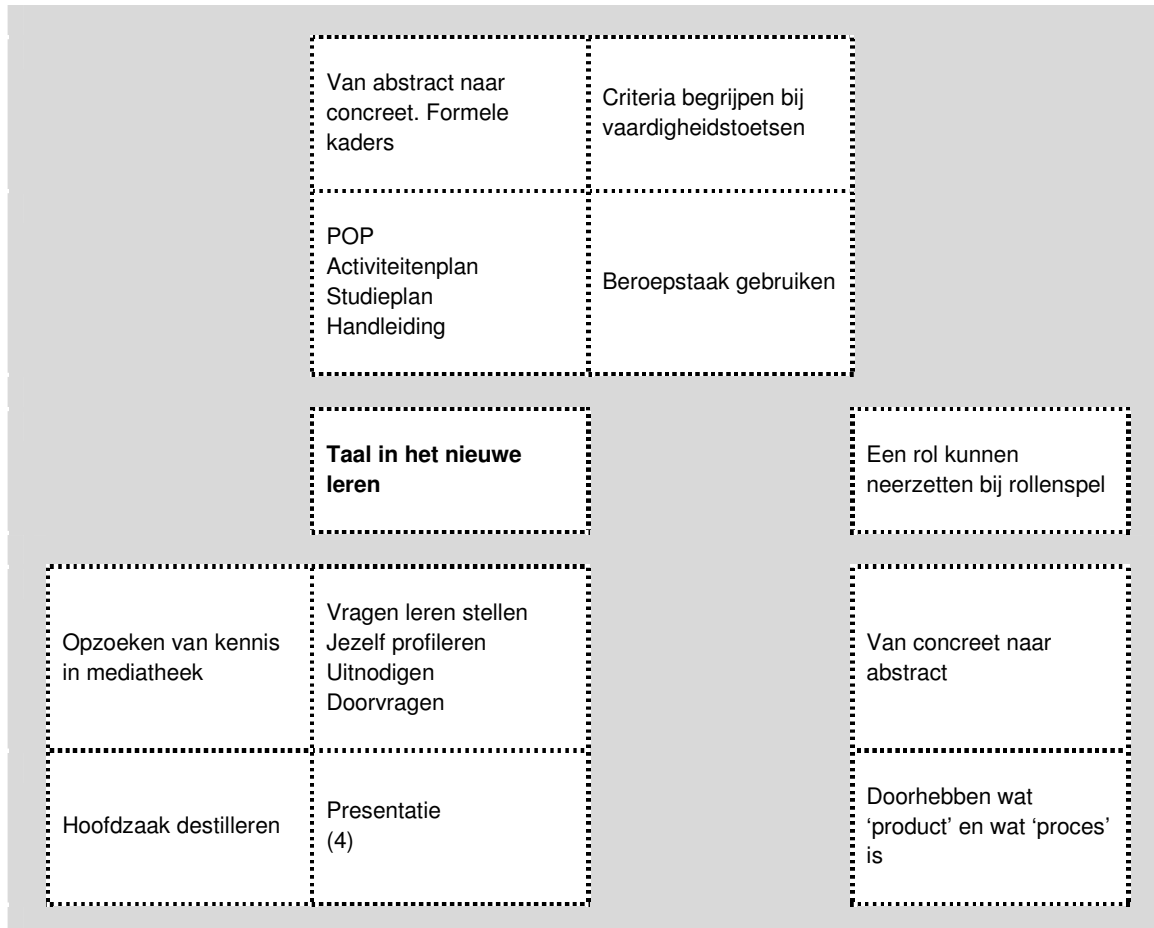 Van abstract naar
concreet. Formele
kaders
Criteria begrijpen bij
vaardigheidstoetsen
POP
Activiteitenplan
Studieplan
Handleiding
Beroepstaak gebruiken
Taal in het nieuwe
leren
Een rol kunnen
neerzetten bij rollenspel
Opzoeken van kennis
in mediatheek
Vragen leren stellen
Jezelf profileren
Uitnodigen
Doorvragen
Van concreet naar
abstract
Hoofdzaak destilleren
Presentatie
(4)
Doorhebben wat
‘product’ en wat ‘proces’
is